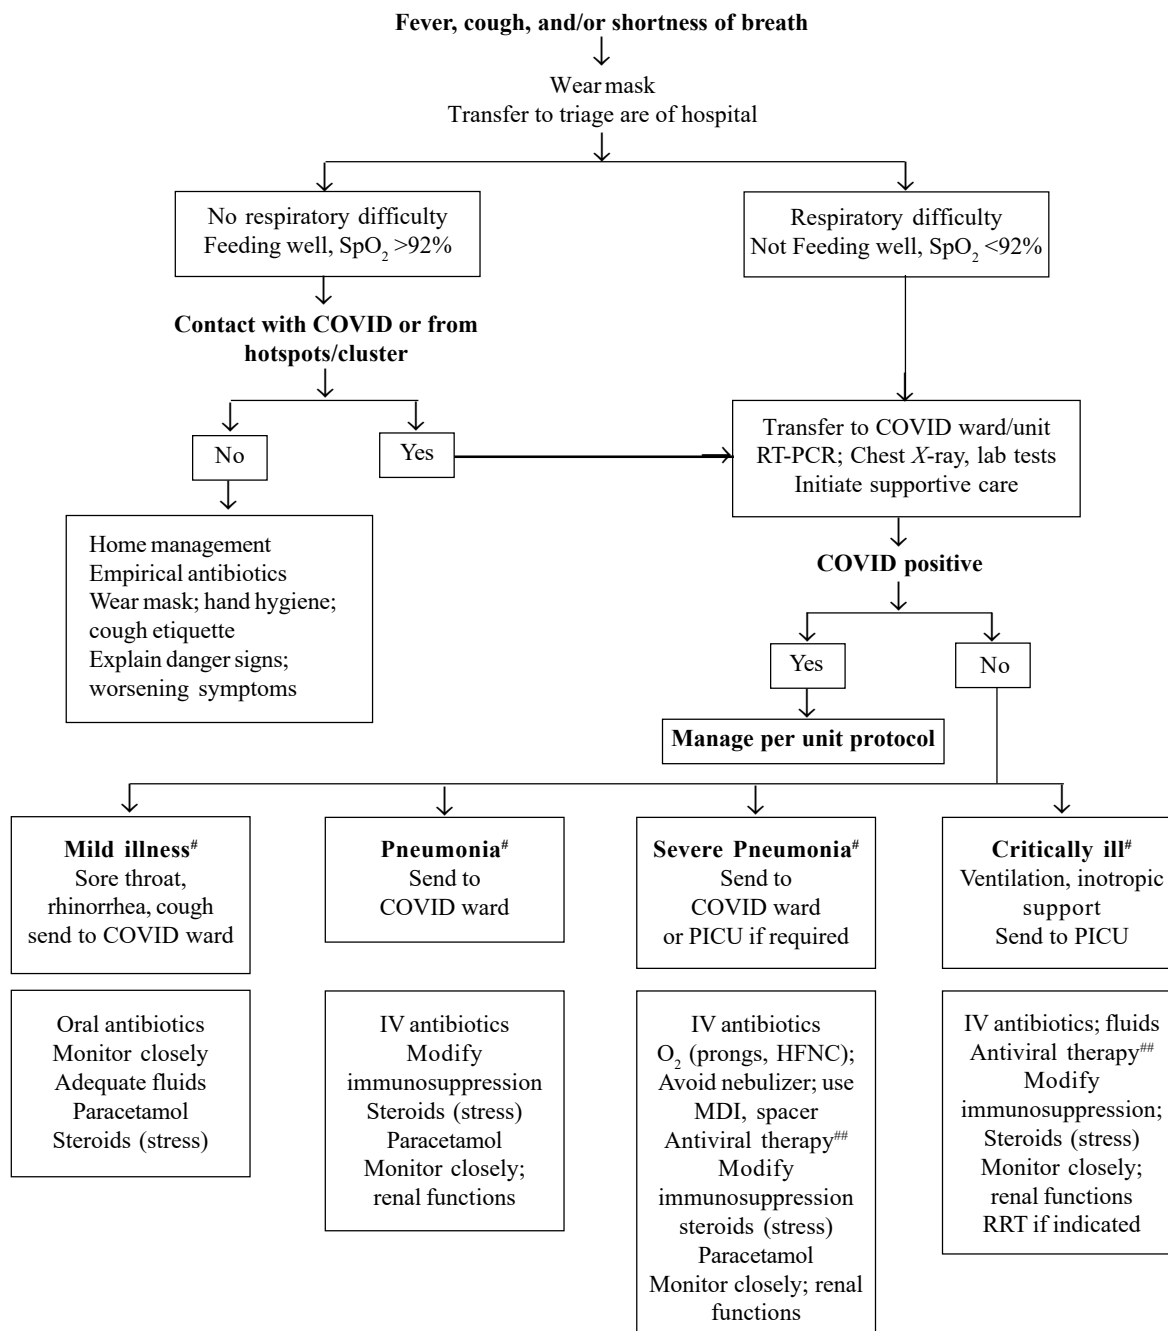 Fever, cough, and/or shortness of breath
Wear mask
Transfer to triage are of hospital
No respiratory difficulty
Feeding well, SpO₂ >92%
Respiratory difficulty
Not Feeding well, SpO₂ <92%
Contact with COVID or from
hotspots/cluster
No
Yes
Transfer to COVID ward/unit
RT-PCR; Chest X-ray, lab tests
Initiate supportive care
Home management
Empirical antibiotics
Wear mask; hand hygiene;
cough etiquette
Explain danger signs;
worsening symptoms
COVID positive
Yes
No
Manage per unit protocol
Mild illness#
Sore throat,
rhinorrhea, cough
send to COVID ward
Pneumonia#
Send to
COVID ward
Severe Pneumonia#
Send to
COVID ward
or PICU if required
Critically ill#
Ventilation, inotropic
support
Send to PICU
Oral antibiotics
Monitor closely
Adequate fluids
Paracetamol
Steroids (stress)
IV antibiotics
Modify
immunosuppression
Steroids (stress)
Paracetamol
Monitor closely;
renal functions
IV antibiotics
O₂ (prongs, HFNC);
Avoid nebulizer; use
MDI, spacer
Antiviral therapy##
Modify
immunosuppression
steroids (stress)
Paracetamol
Monitor closely; renal
functions
IV antibiotics; fluids
Antiviral therapy##
Modify
immunosuppression;
Steroids (stress)
Monitor closely;
renal functions
RRT if indicated